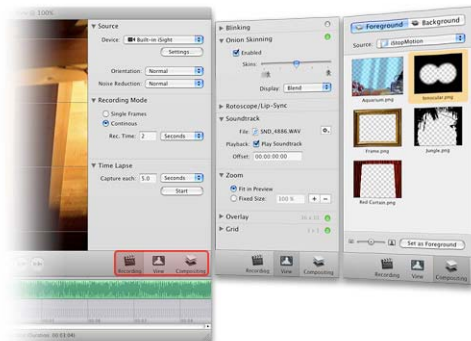 @ 100%
Source
Device: Built-in iSight
Settings...
Orientation: Normal
Noise Reduction: Normal
Recording Mode
Single Frames
Continous
Rec. Time: 2 Seconds
Time Lapse
Capture each: 5.0 Seconds
Start
Recording View Compositing
Blinking
Onion Skinning
Enabled
Skins:
Display: Blend
Rotoscope/Lip-Sync
Soundtrack
File: SND_4886.WAV
Playback: Play Soundtrack
Offset: 00:00:00:00
Zoom
Fit in Preview
Fixed Size: 100 %
Overlay
Grid
Recording View Compositing
Foreground Background
Source: iStopMotion
Aquarium.png
binocular.png
Frame.png
Jungle.png
Red Curtain.png
Set as Foreground
Recording View Compositing